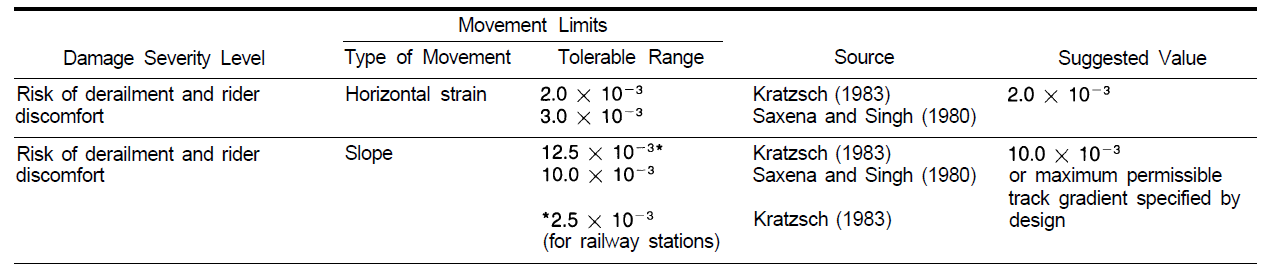 Movement Limits
Damage Severity Level Type of Movement Tolerable Range Source Suggested Value
Risk of derailment and rider Horizontal strain 2.0 × 10⁻³ Kratzsch (1983) 2.0 × 10⁻³
discomfort 3.0 × 10⁻³ Saxena and Singh (1980)
Risk of derailment and rider Slope 12.5 × 10⁻³* Kratzsch (1983) 10.0 × 10⁻³
discomfort 10.0 × 10⁻³ Saxena and Singh (1980) or maximum permissible
track gradient specified by
*2.5 × 10⁻³ Kratzsch (1983) design
(for railway stations)